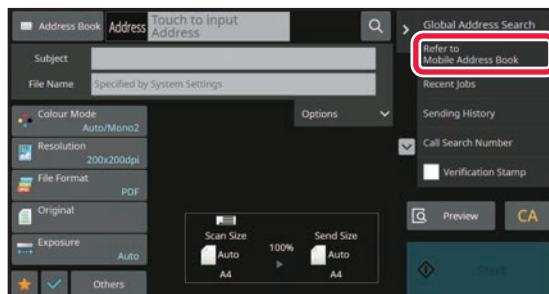 Address Book
Address
Touch to input
Address
Subject
File Name
Specified by System Settings
Colour Mode
Auto/Mono2
Resolution
200x200dpi
File Format
PDF
Original
Exposure
Auto
Others
Options
Scan Size
Auto
A4
100%
Send Size
Auto
A4
Global Address Search
Refer to
Mobile Address Book
Recent Jobs
Sending History
Call Search Number
Verification Stamp
Preview
CA
Start